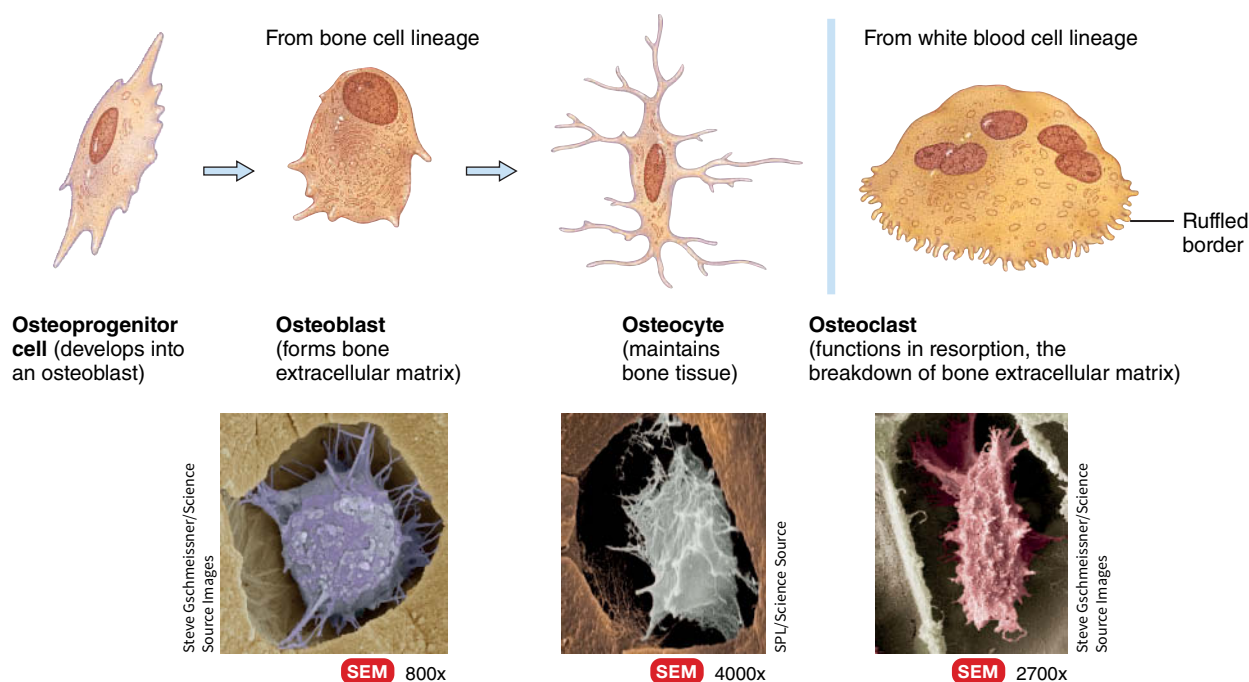 From bone cell lineage
From white blood cell lineage
Ruffled
border
Osteoprogenitor
cell (develops into
an osteoblast)
Osteoblast
(forms bone
extracellular matrix)
Osteocyte
(maintains
bone tissue)
Osteoclast
(functions in resorption, the
breakdown of bone extracellular matrix)
Steve Gschmeissner/Science
Source Images
SEM 800x
SPL/Science Source
SEM 4000x
Steve Gschmeissner/Science
Source Images
SEM 2700x